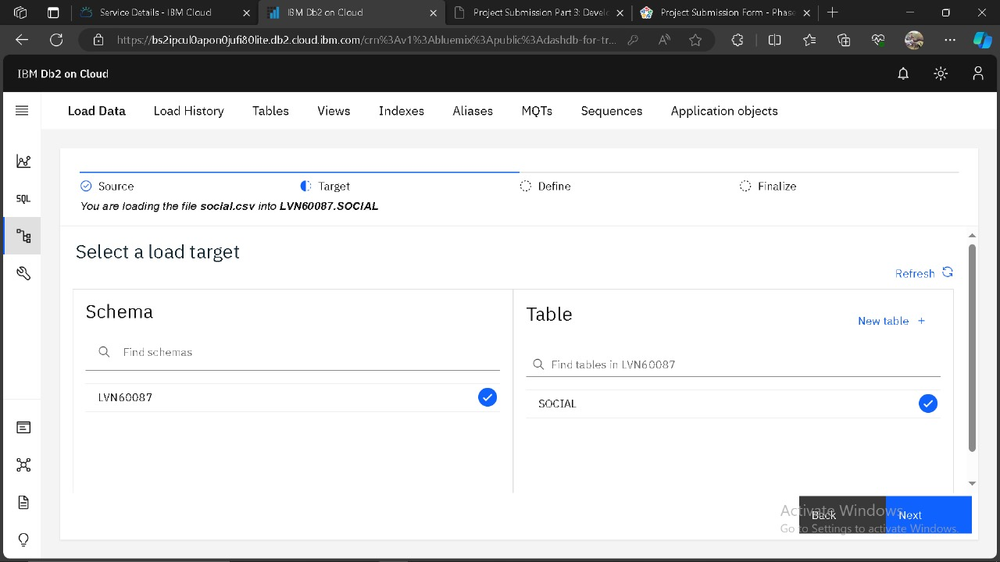 Service Details - IBM Cloud
IBM Db2 on Cloud
Project Submission Part 3: Develo
Project Submission Form - Phase
https://bs2ipcul0apon0jufi80lite.db2.cloud.ibm.com/crn%3Av1%3Abluemix%3Apublic%3Adashdb-for-tr...
IBM Db2 on Cloud
Load Data Load History Tables Views Indexes Aliases MQTs Sequences Application objects
SQL
Source Target Define Finalize
You are loading the file social.csv into LVN60087.SOCIAL
Select a load target
Refresh
Schema
Find schemas
LVN60087
Table
New table +
Find tables in LVN60087
SOCIAL
Back Next
Activate Windows
Go to Settings to activate Windows.